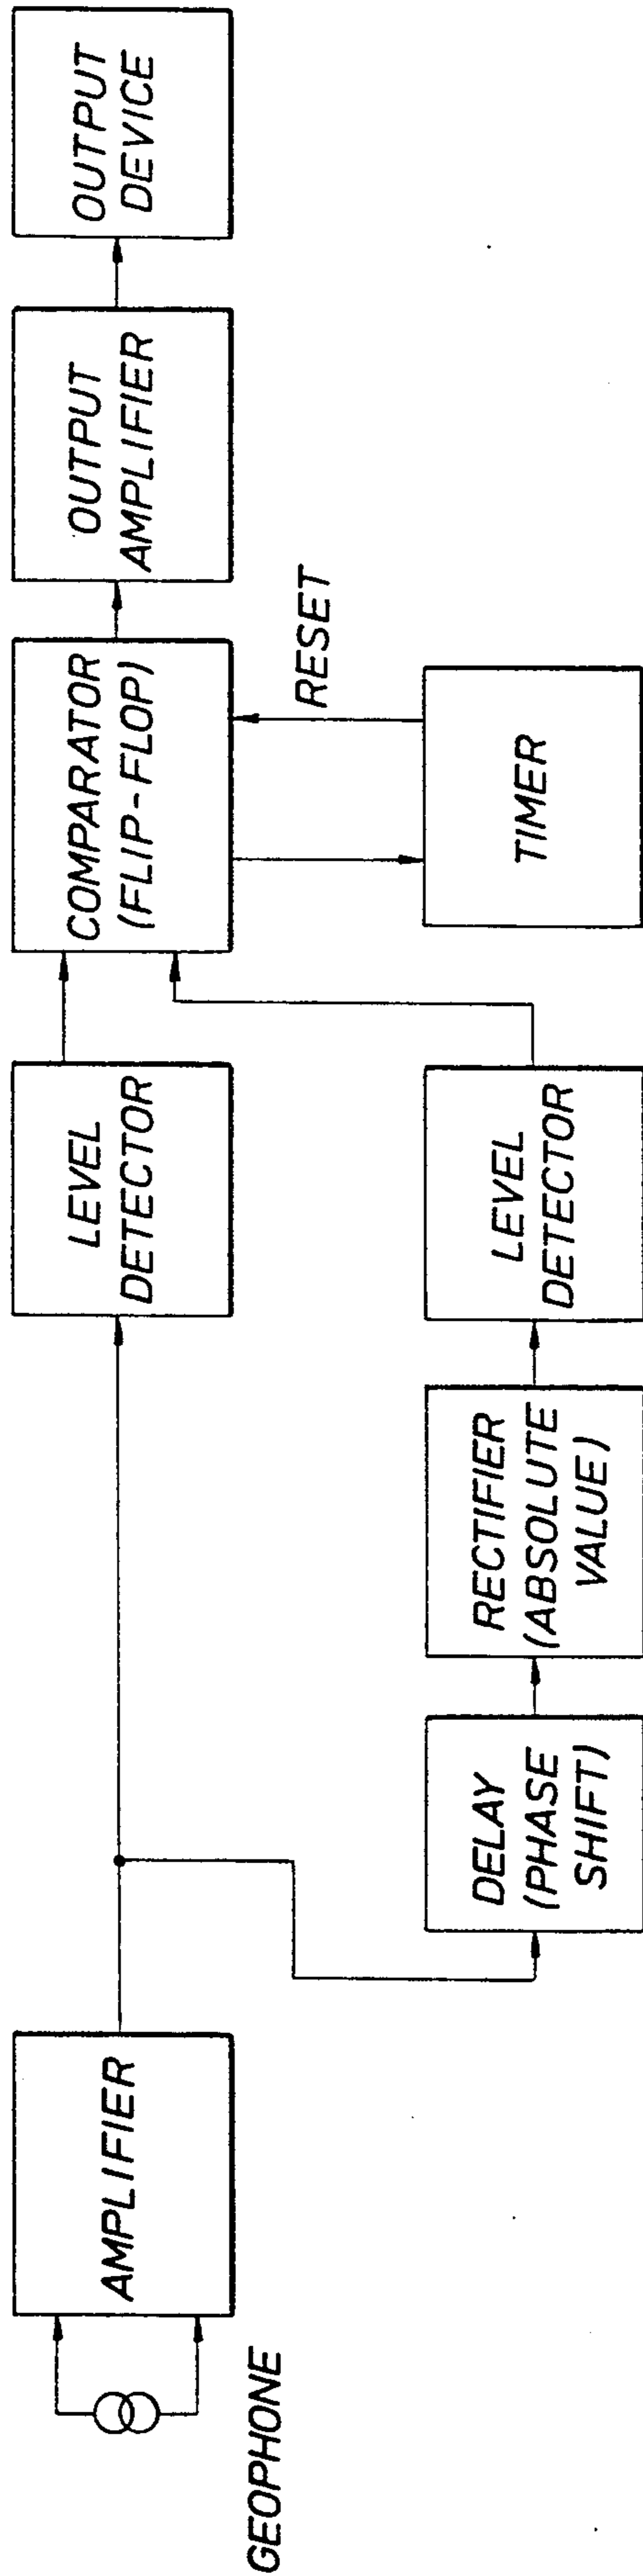 GEOPHONE
AMPLIFIER
LEVEL
DETECTOR
COMPARATOR
(FLIP-FLOP)
OUTPUT
AMPLIFIER
OUTPUT
DEVICE
DELAY
(PHASE
SHIFT)
RECTIFIER
(ABSOLUTE
VALUE)
LEVEL
DETECTOR
TIMER
RESET